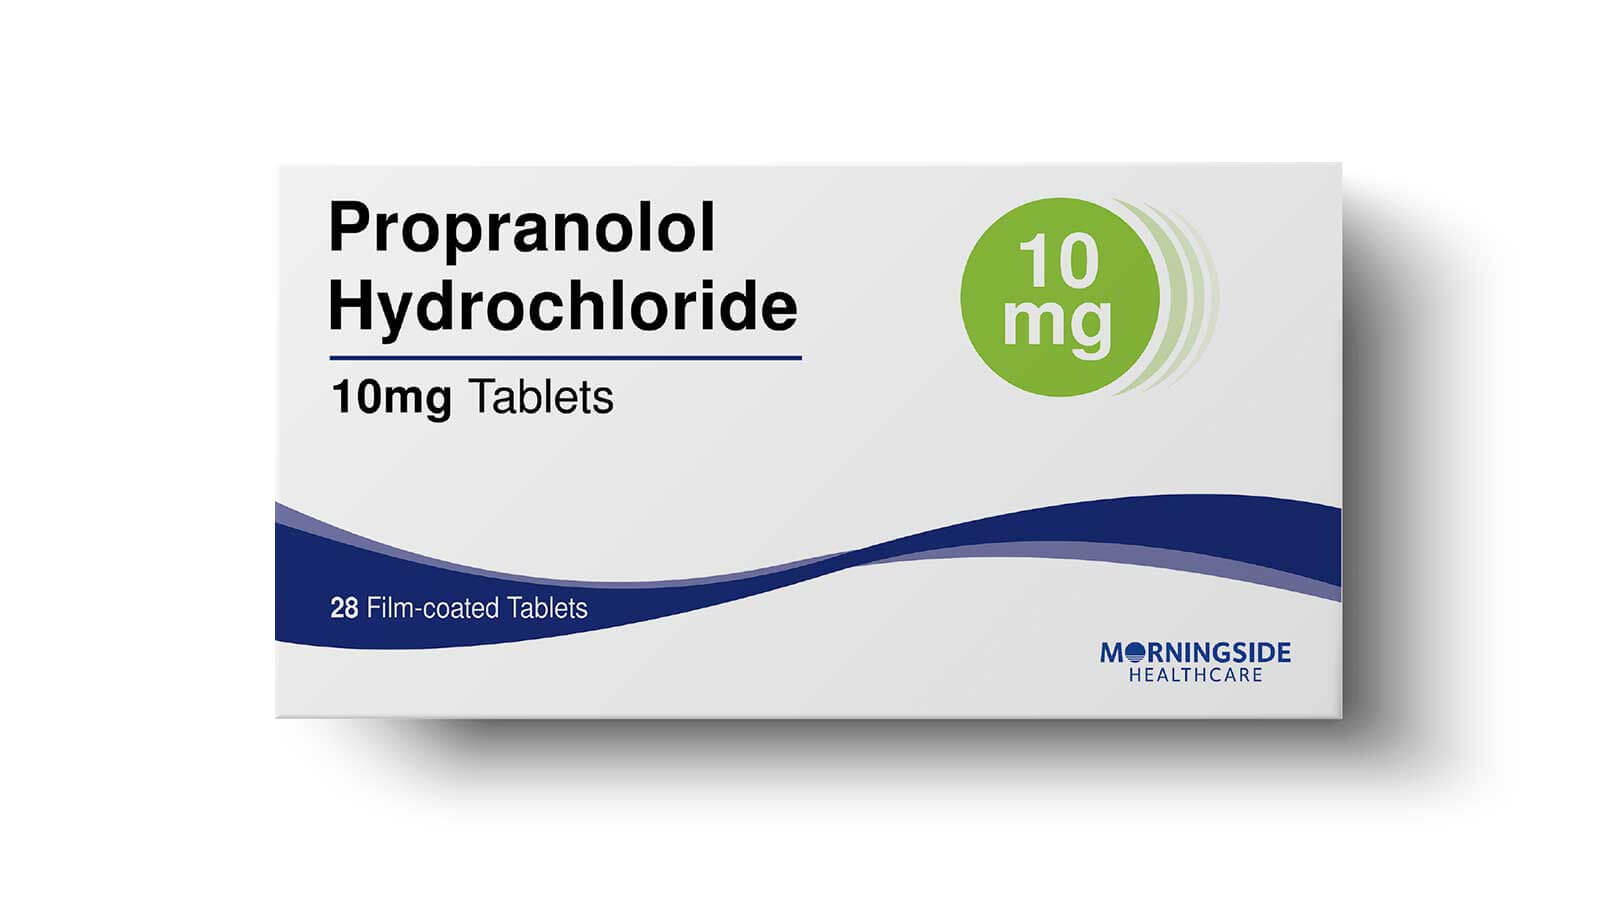 Propranolol
Hydrochloride
10mg Tablets
10
mg
28 Film-coated Tablets
MORNINGSIDE
HEALTHCARE